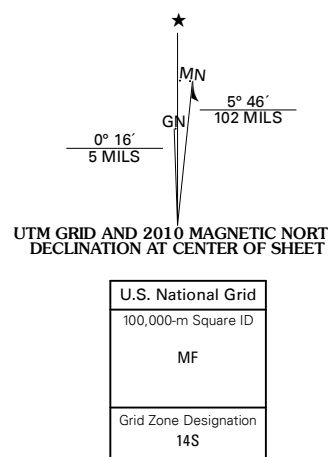 ★
MN
GN
5° 46´
102 MILS
0° 16´
5 MILS
UTM GRID AND 2010 MAGNETIC NORT
DECLINATION AT CENTER OF SHEET
U.S. National Grid
100,000-m Square ID
MF
Grid Zone Designation
14S